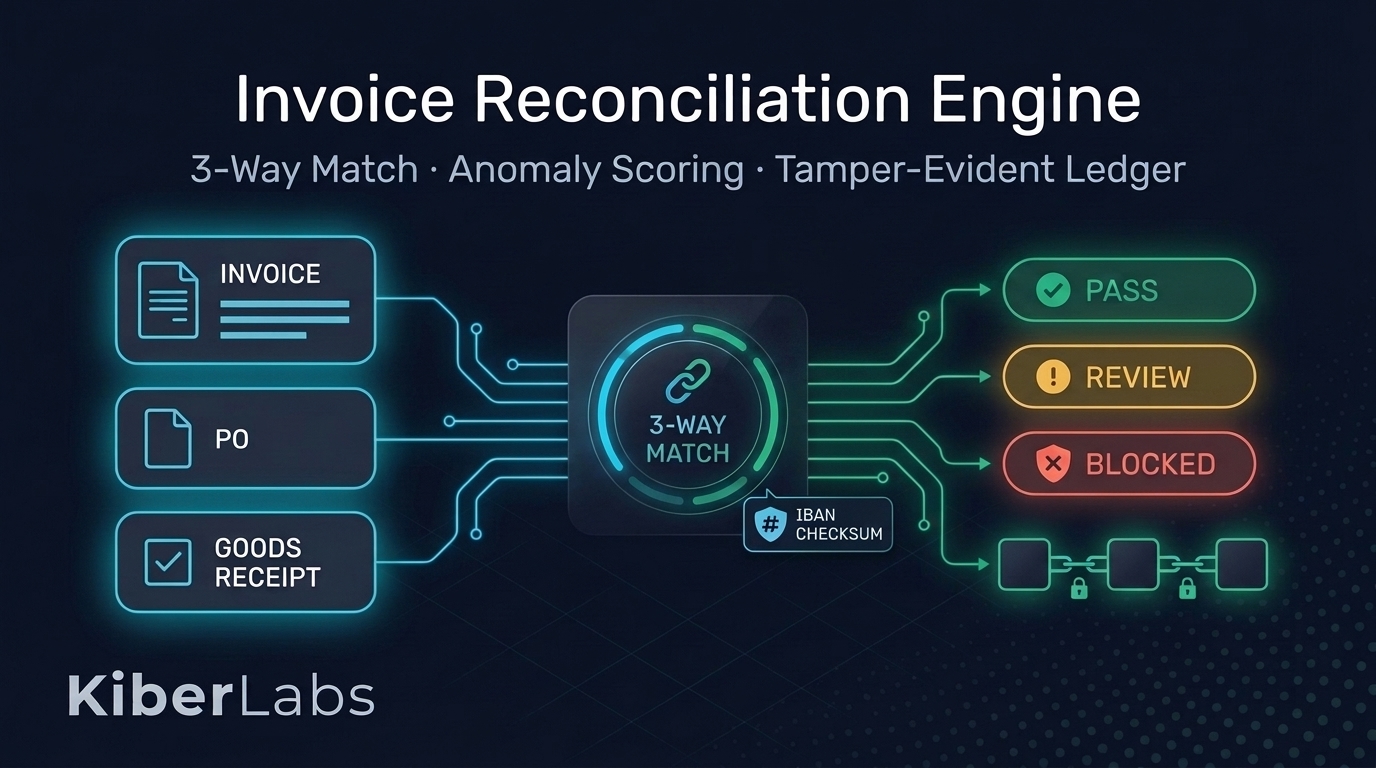 Invoice Reconciliation Engine
3-Way Match · Anomaly Scoring · Tamper-Evident Ledger
INVOICE
PO
GOODS
RECEIPT
3-WAY
MATCH
#
IBAN
CHECKSUM
PASS
REVIEW
BLOCKED
KiberLabs